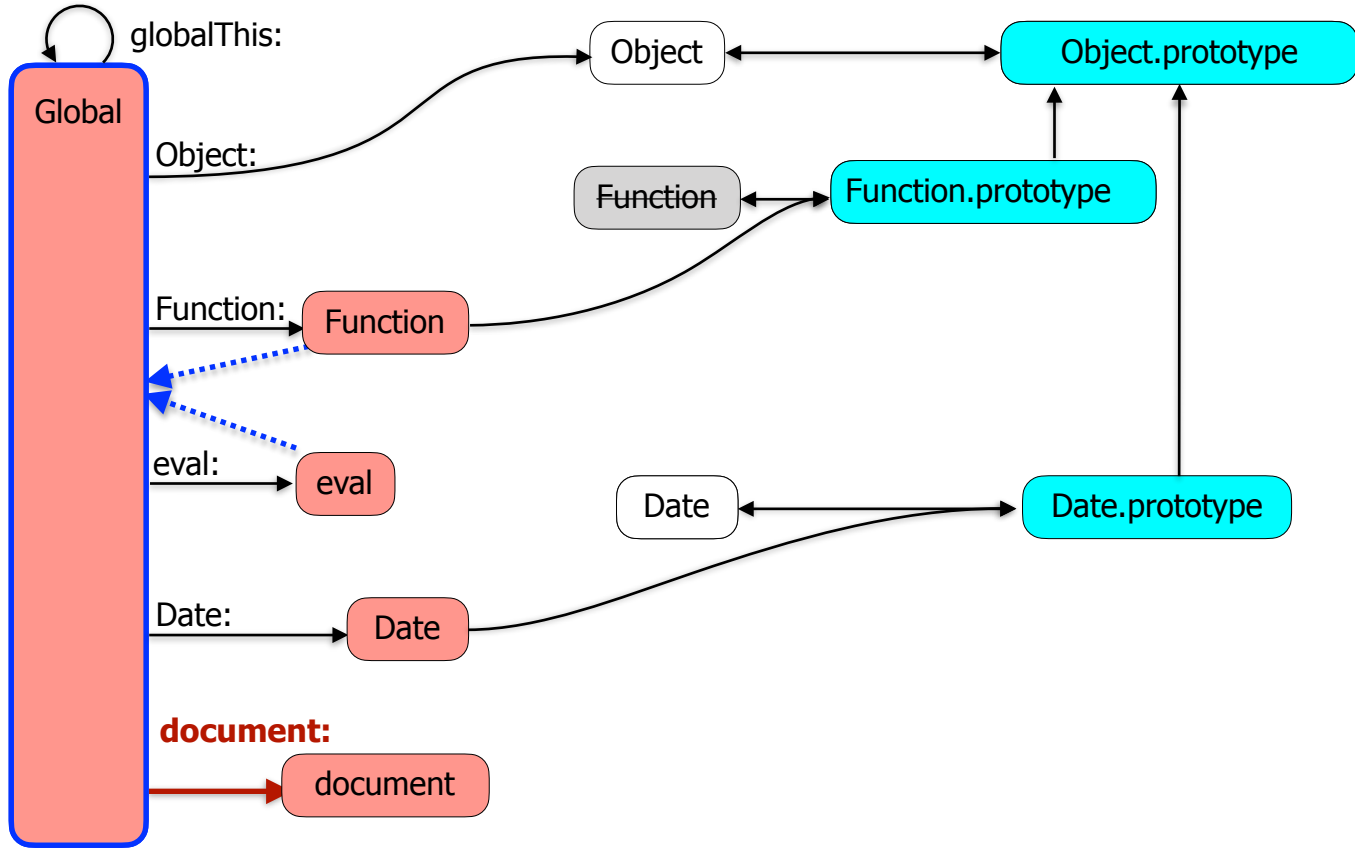 globalThis:
Object
Object.prototype
Global
Object:
Function
Function.prototype
Function:
Function
eval:
eval
Date
Date.prototype
Date:
Date
document:
document